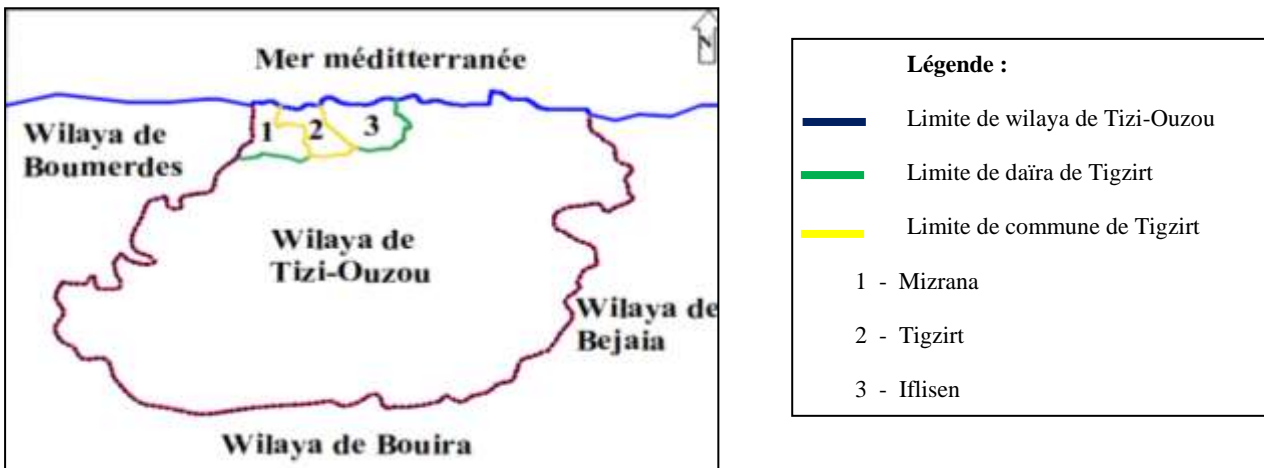 N
Mer méditterranée
Wilaya de
Boumerdes
1
2
3
Wilaya de
Tizi-Ouzou
Wilaya de
Bejaia
Wilaya de Bouira
Légende :
Limite de wilaya de Tizi-Ouzou
Limite de daïra de Tigzirt
Limite de commune de Tigzirt
1 - Mizrana
2 - Tigzirt
3 - Iflisen